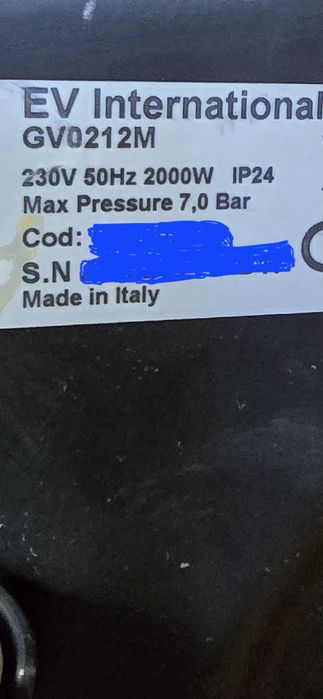 EV International
GV0212M
230V 50Hz 2000W IP24
Max Pressure 7,0 Bar
Cod:
S.N
Made in Italy